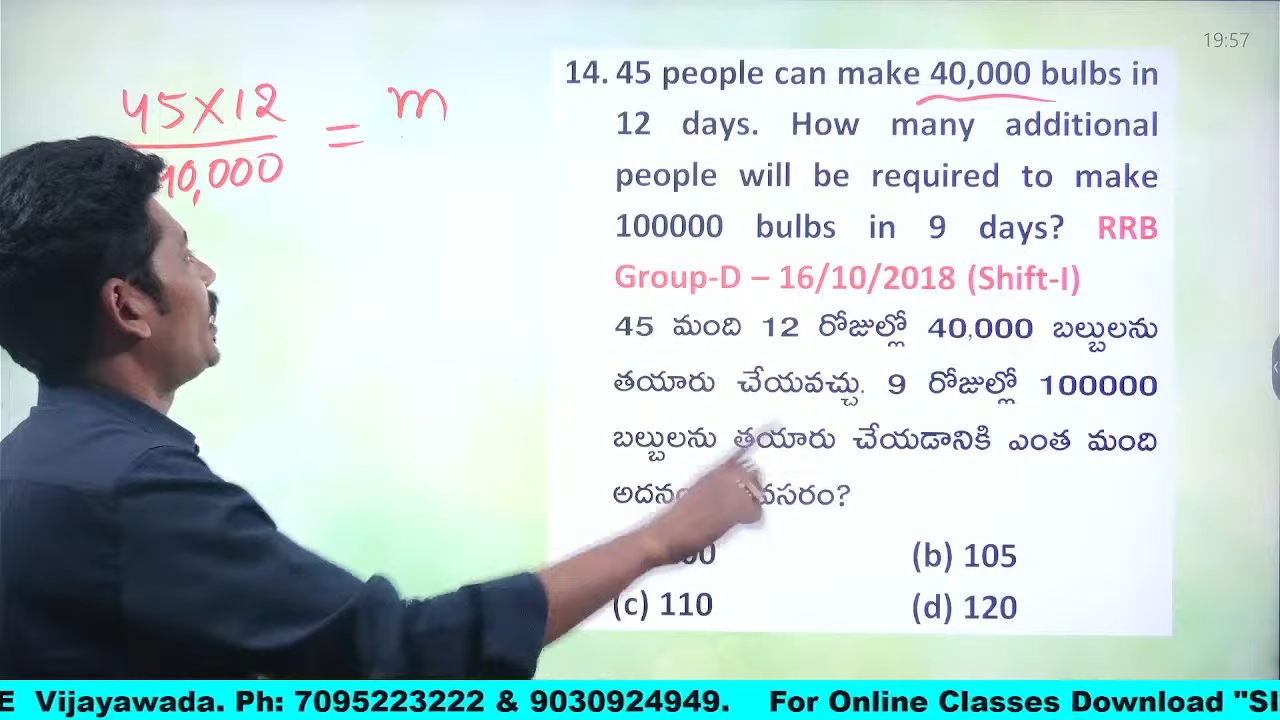 19:57
45×12
= m
40,000
14. 45 people can make 40,000 bulbs in
12 days. How many additional
people will be required to make
100000 bulbs in 9 days? RRB
Group-D – 16/10/2018 (Shift-I)
45 మంది 12 రోజుల్లో 40,000 బల్బులను
తయారు చేయవచ్చు. 9 రోజుల్లో 100000
బల్బులను తయారు చేయడానికి ఎంత మంది
(b) 105
(c) 110 (d) 120
Vijayawada. Ph: 7095223222 & 9030924949. For Online Classes Download